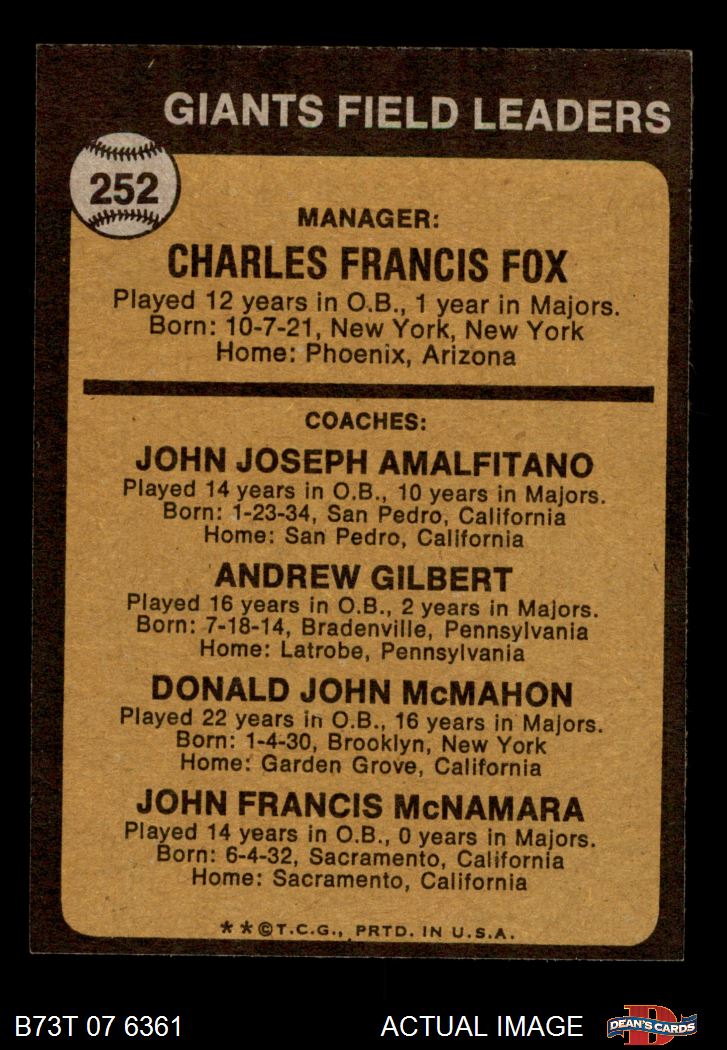 GIANTS FIELD LEADERS
252
MANAGER:
CHARLES FRANCIS FOX
Played 12 years in O.B., 1 year in Majors.
Born: 10-7-21, New York, New York
Home: Phoenix, Arizona
COACHES:
JOHN JOSEPH AMALFITANO
Played 14 years in O.B., 10 years in Majors.
Born: 1-23-34, San Pedro, California
Home: San Pedro, California
ANDREW GILBERT
Played 16 years in O.B., 2 years in Majors.
Born: 7-18-14, Bradenville, Pennsylvania
Home: Latrobe, Pennsylvania
DONALD JOHN McMAHON
Played 22 years in O.B., 16 years in Majors.
Born: 1-4-30, Brooklyn, New York
Home: Garden Grove, California
JOHN FRANCIS McNAMARA
Played 14 years in O.B., 0 years in Majors.
Born: 6-4-32, Sacramento, California
Home: Sacramento, California
* * © T.C.G., PRTD. IN U.S.A.
B73T 07 6361 ACTUAL IMAGE D DEAN'S CARDS